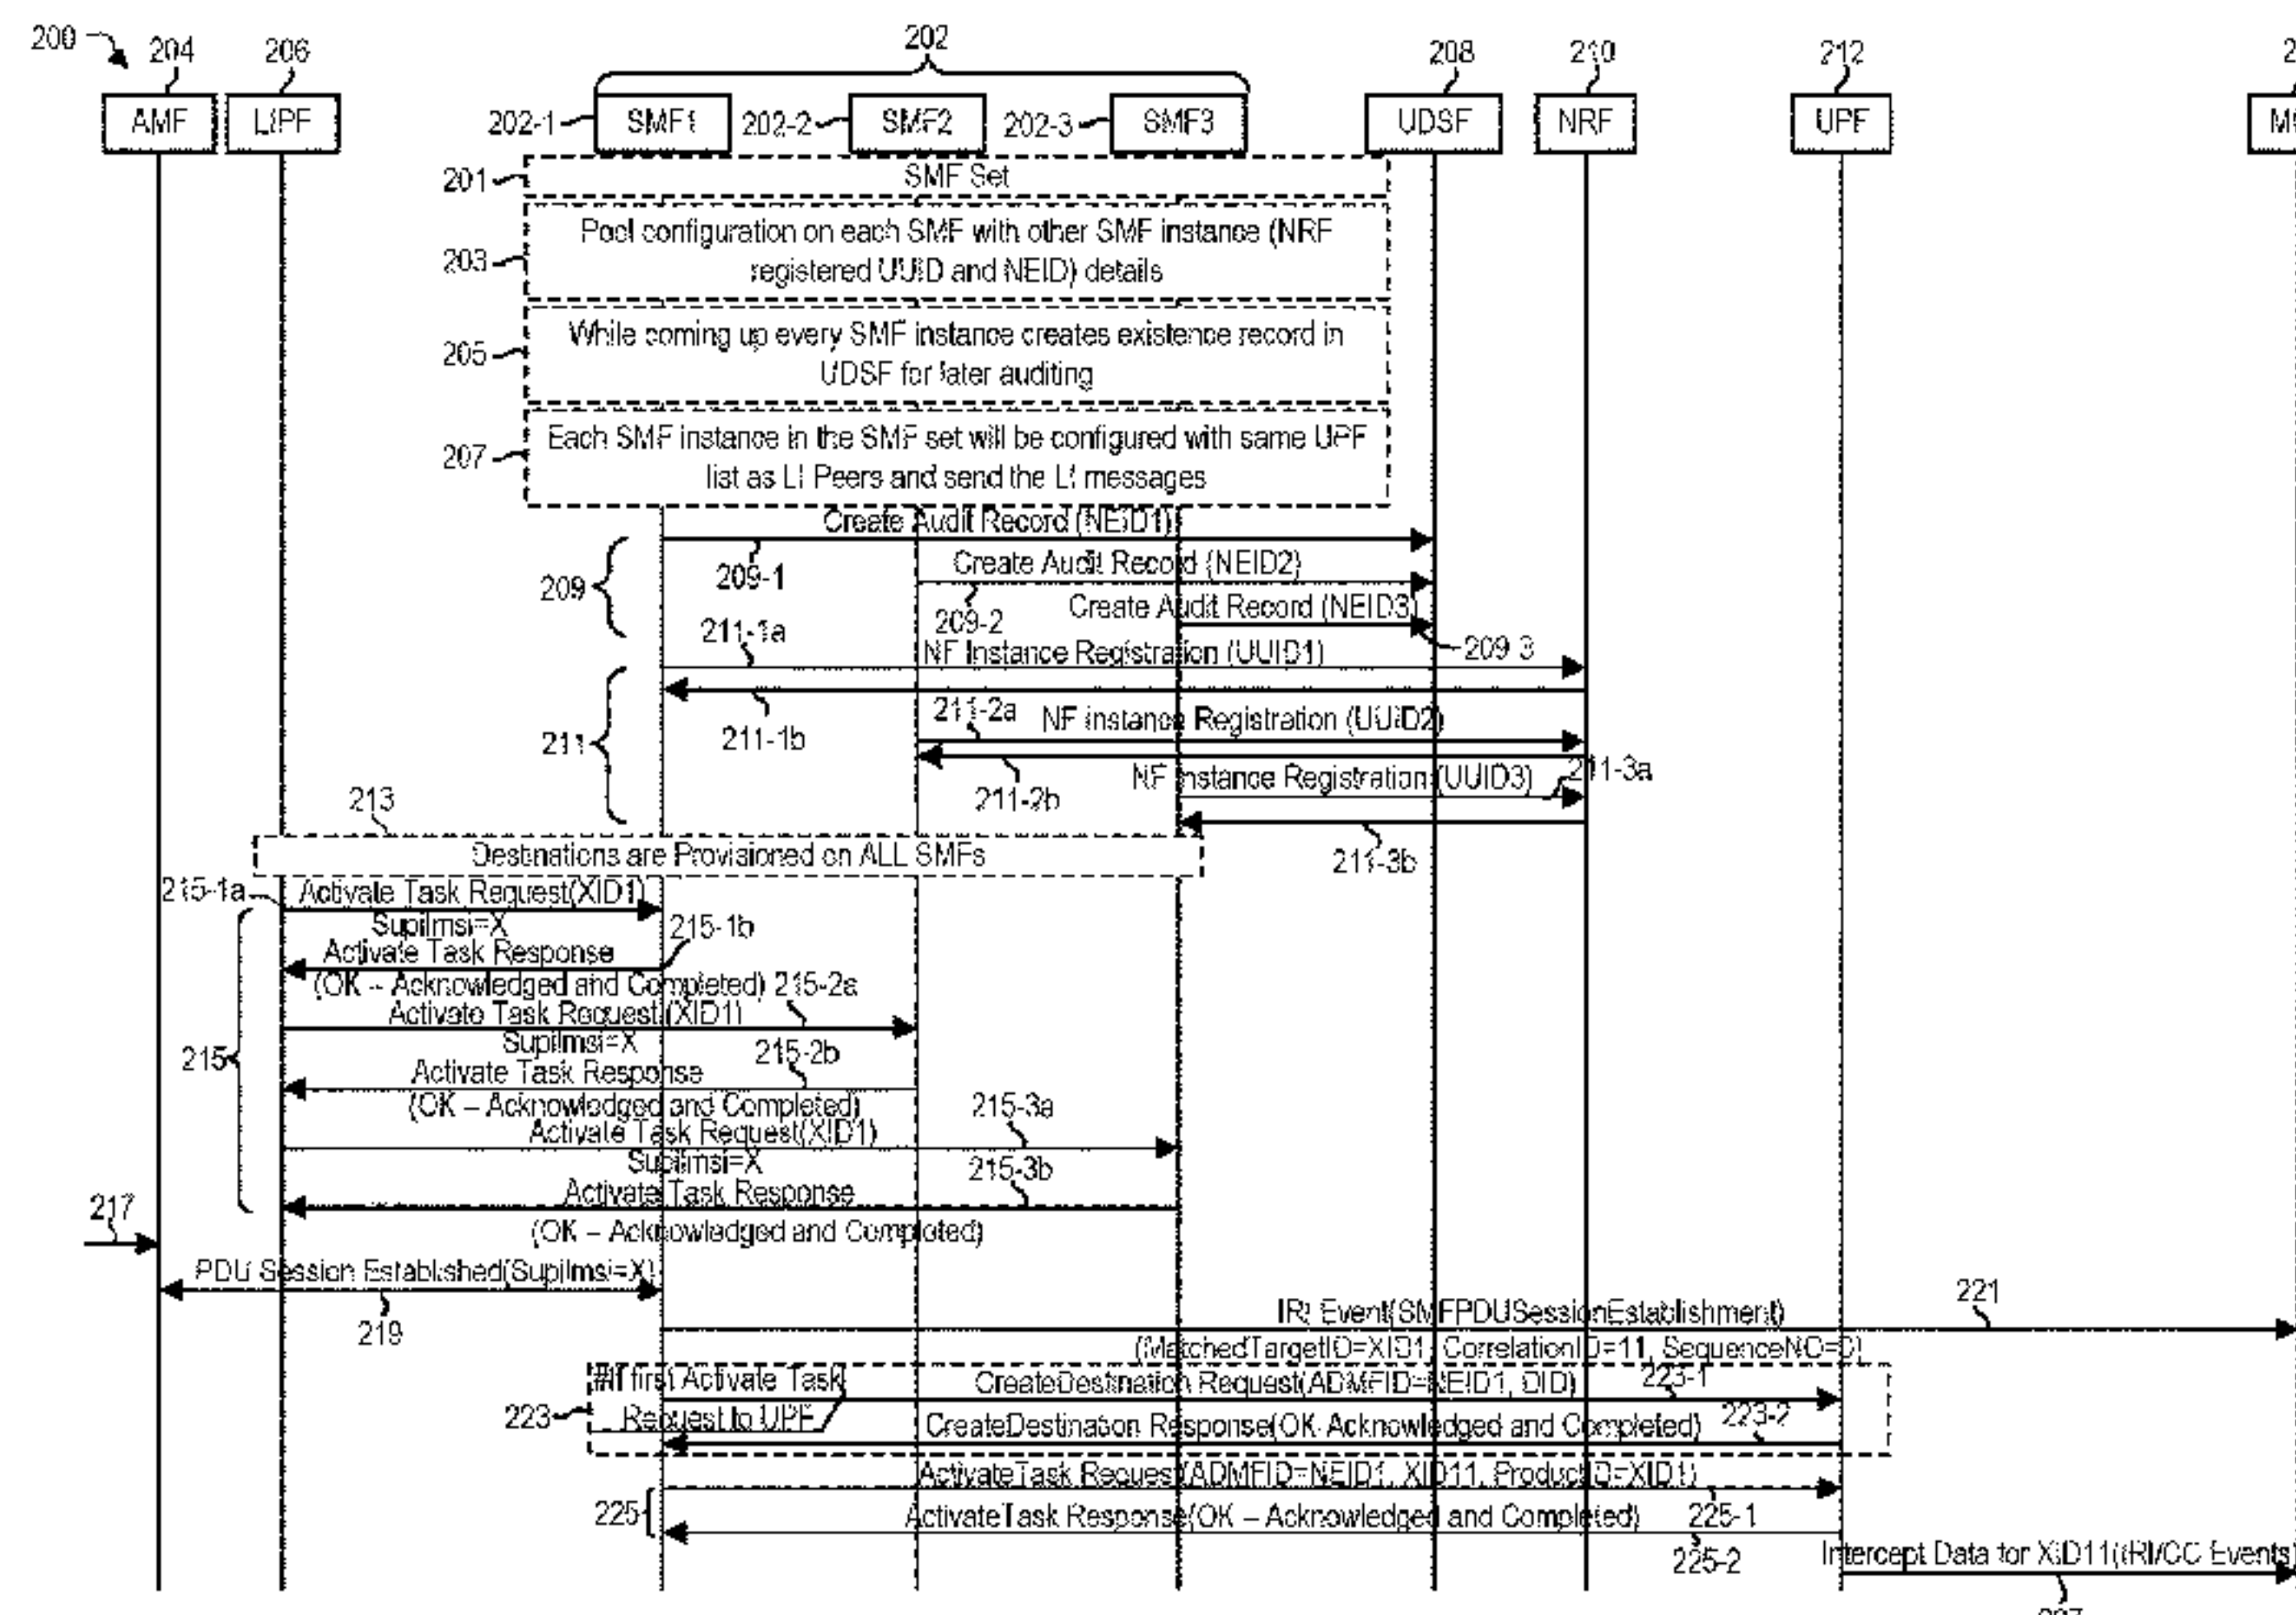 200
204
206
202
208
210
212
AMF
LIPF
202-1
SMF1
202-2
SMF2
202-3
SMF3
UDSF
NRF
UPF
201
SMF Set
203
Pool configuration on each SMF with other SMF instance (NRF
registered UUID and NEID) details
205
While coming up every SMF instance creates existence record in
UDSF for later auditing
207
Each SMF instance in the SMF set will be configured with same UPF
list as LI Peers and send the LI messages
Create Audit Record (NEID1)
209
209-1
Create Audit Record (NEID2)
209-2
Create Audit Record (NEID3)
209-3
211-1a
NF Instance Registration (UUID1)
211
211-1b
211-2a
NF instance Registration (UUID2)
211-2b
NF Instance Registration (UUID3)
211-3a
211-3b
213
Destinations are Provisioned on ALL SMFs
215-1a
Activate Task Request(XID1)
SupiImsi=X
215-1b
Activate Task Response
(OK – Acknowledged and Completed)
215-2a
Activate Task Request (XID1)
SupiImsi=X
215
215-2b
Activate Task Response
(OK – Acknowledged and Completed)
215-3a
Activate Task Request(XID1)
SupiImsi=X
215-3b
Activate Task Response
(OK – Acknowledged and Completed)
217
PDU Session Established(SupiImsi=X)
219
IRI Event(SMFPDUSessionEstablishment)
221
(MatchedTargetID=XID1, CorrelationID=11, SequenceNO=0)
223
#If first Activate Task
Request to UPF
CreateDestination Request(ADMFID=NEID1, DID)
223-1
CreateDestination Response(OK-Acknowledged and Completed)
223-2
ActivateTask Request(ADMFID=NEID1, XID11, ProductID=XID1)
225
225-1
ActivateTask Response(OK – Acknowledged and Completed)
225-2
Intercept Data for XID11(IRI/CC Events)